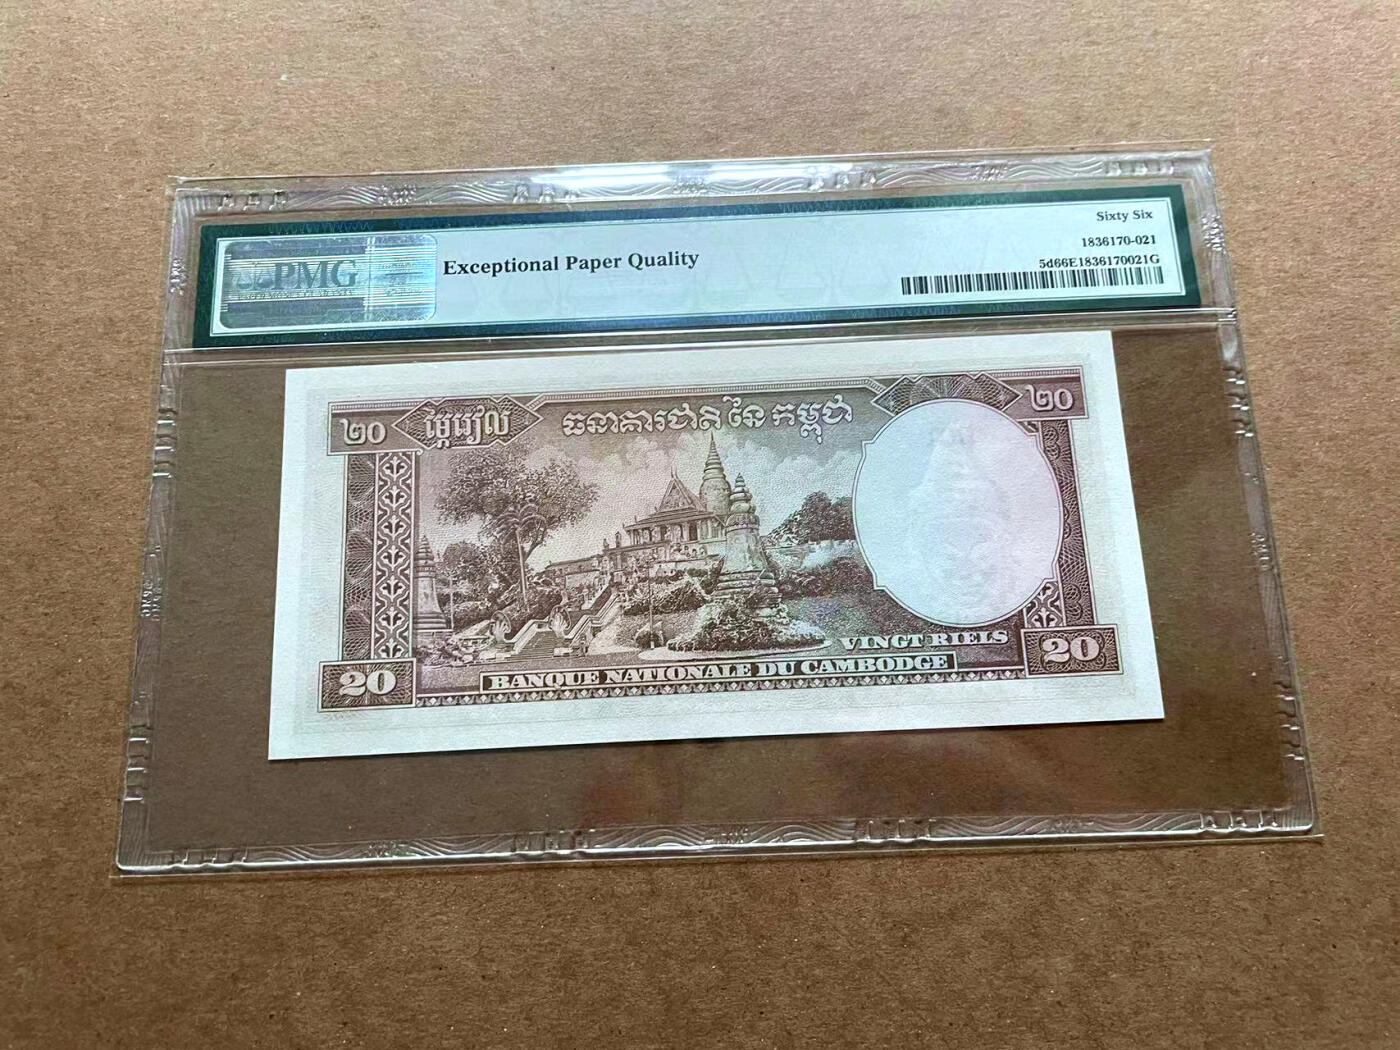 Sixty Six
PMG
Exceptional Paper Quality
1836170-021
5d66E1836170021G
២០ ម្ភៃរៀល ធនាគារជាតិនៃកម្ពុជា ២០
VINGT RIELS
20 BANQUE NATIONALE DU CAMBODGE 20